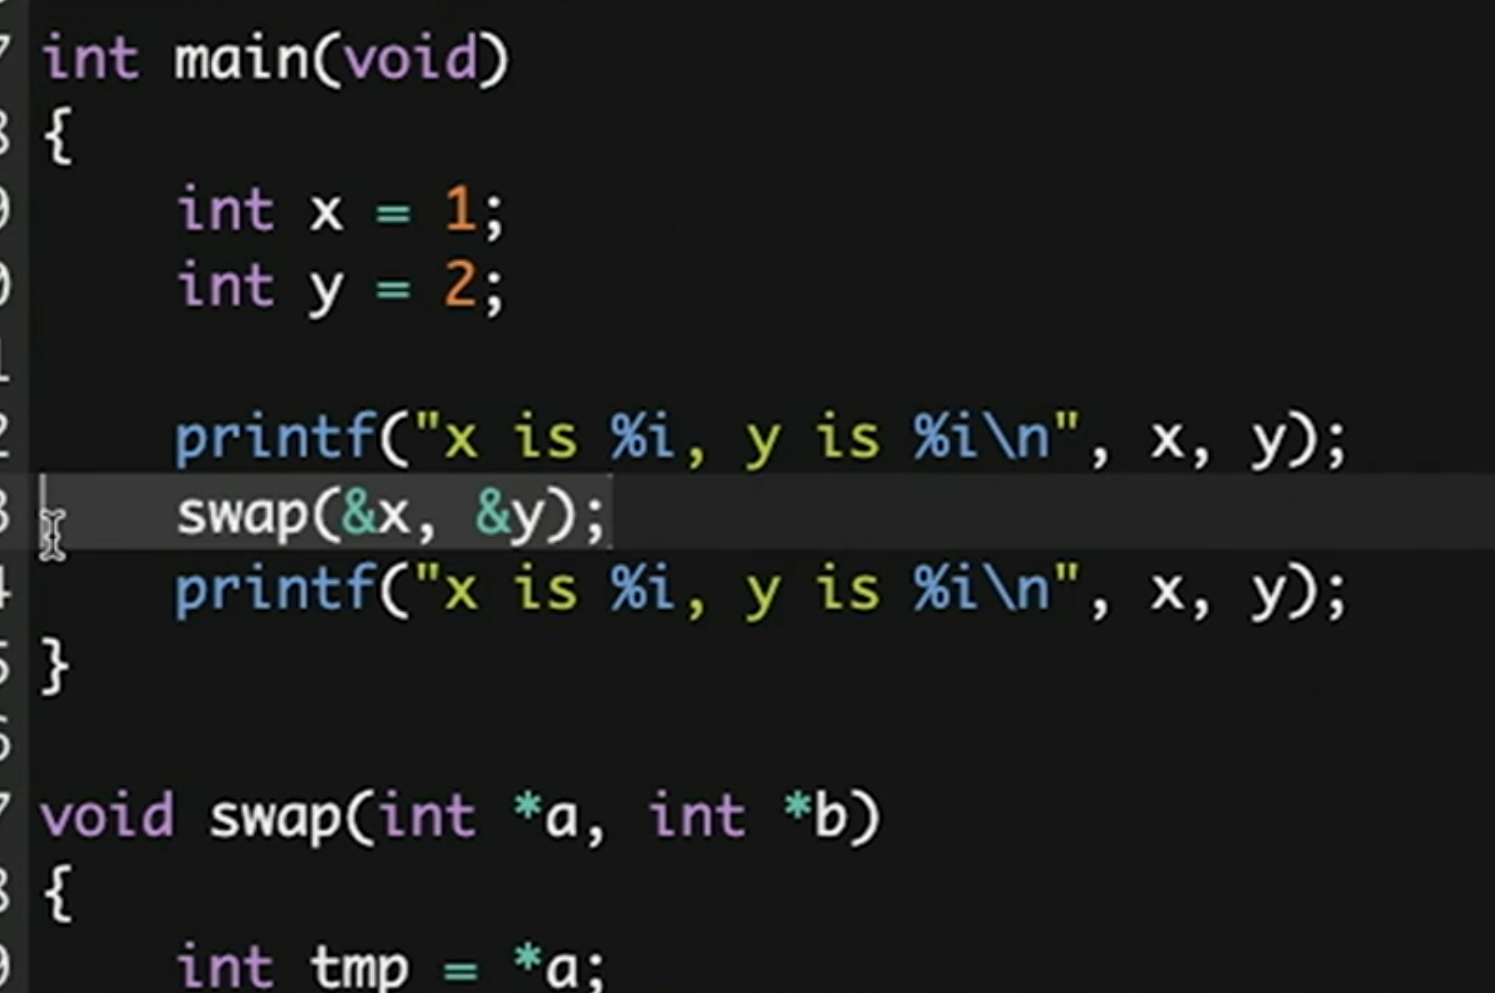 7 int main(void)
8 {
9     int x = 1;
0     int y = 2;
1
2     printf("x is %i, y is %i\n", x, y);
3     swap(&x, &y);
4     printf("x is %i, y is %i\n", x, y);
5 }
6
7 void swap(int *a, int *b)
8 {
9     int tmp = *a;